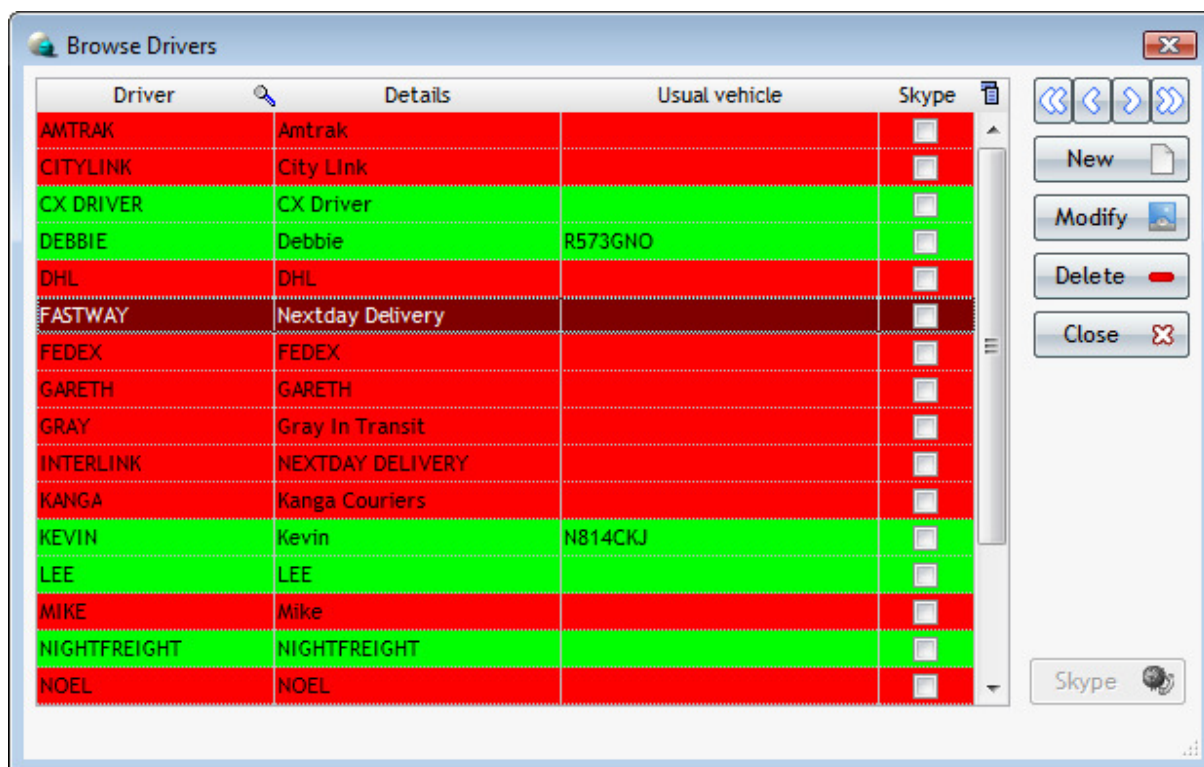 Browse Drivers
Driver Details Usual vehicle Skype
AMTRAK Amtrak
CITYLINK City LInk
CX DRIVER CX Driver
DEBBIE Debbie R573GNO
DHL DHL
FASTWAY Nextday Delivery
FEDEX FEDEX
GARETH GARETH
GRAY Gray In Transit
INTERLINK NEXTDAY DELIVERY
KANGA Kanga Couriers
KEVIN Kevin N814CKJ
LEE LEE
MIKE Mike
NIGHTFREIGHT NIGHTFREIGHT
NOEL NOEL
New
Modify
Delete
Close
Skype